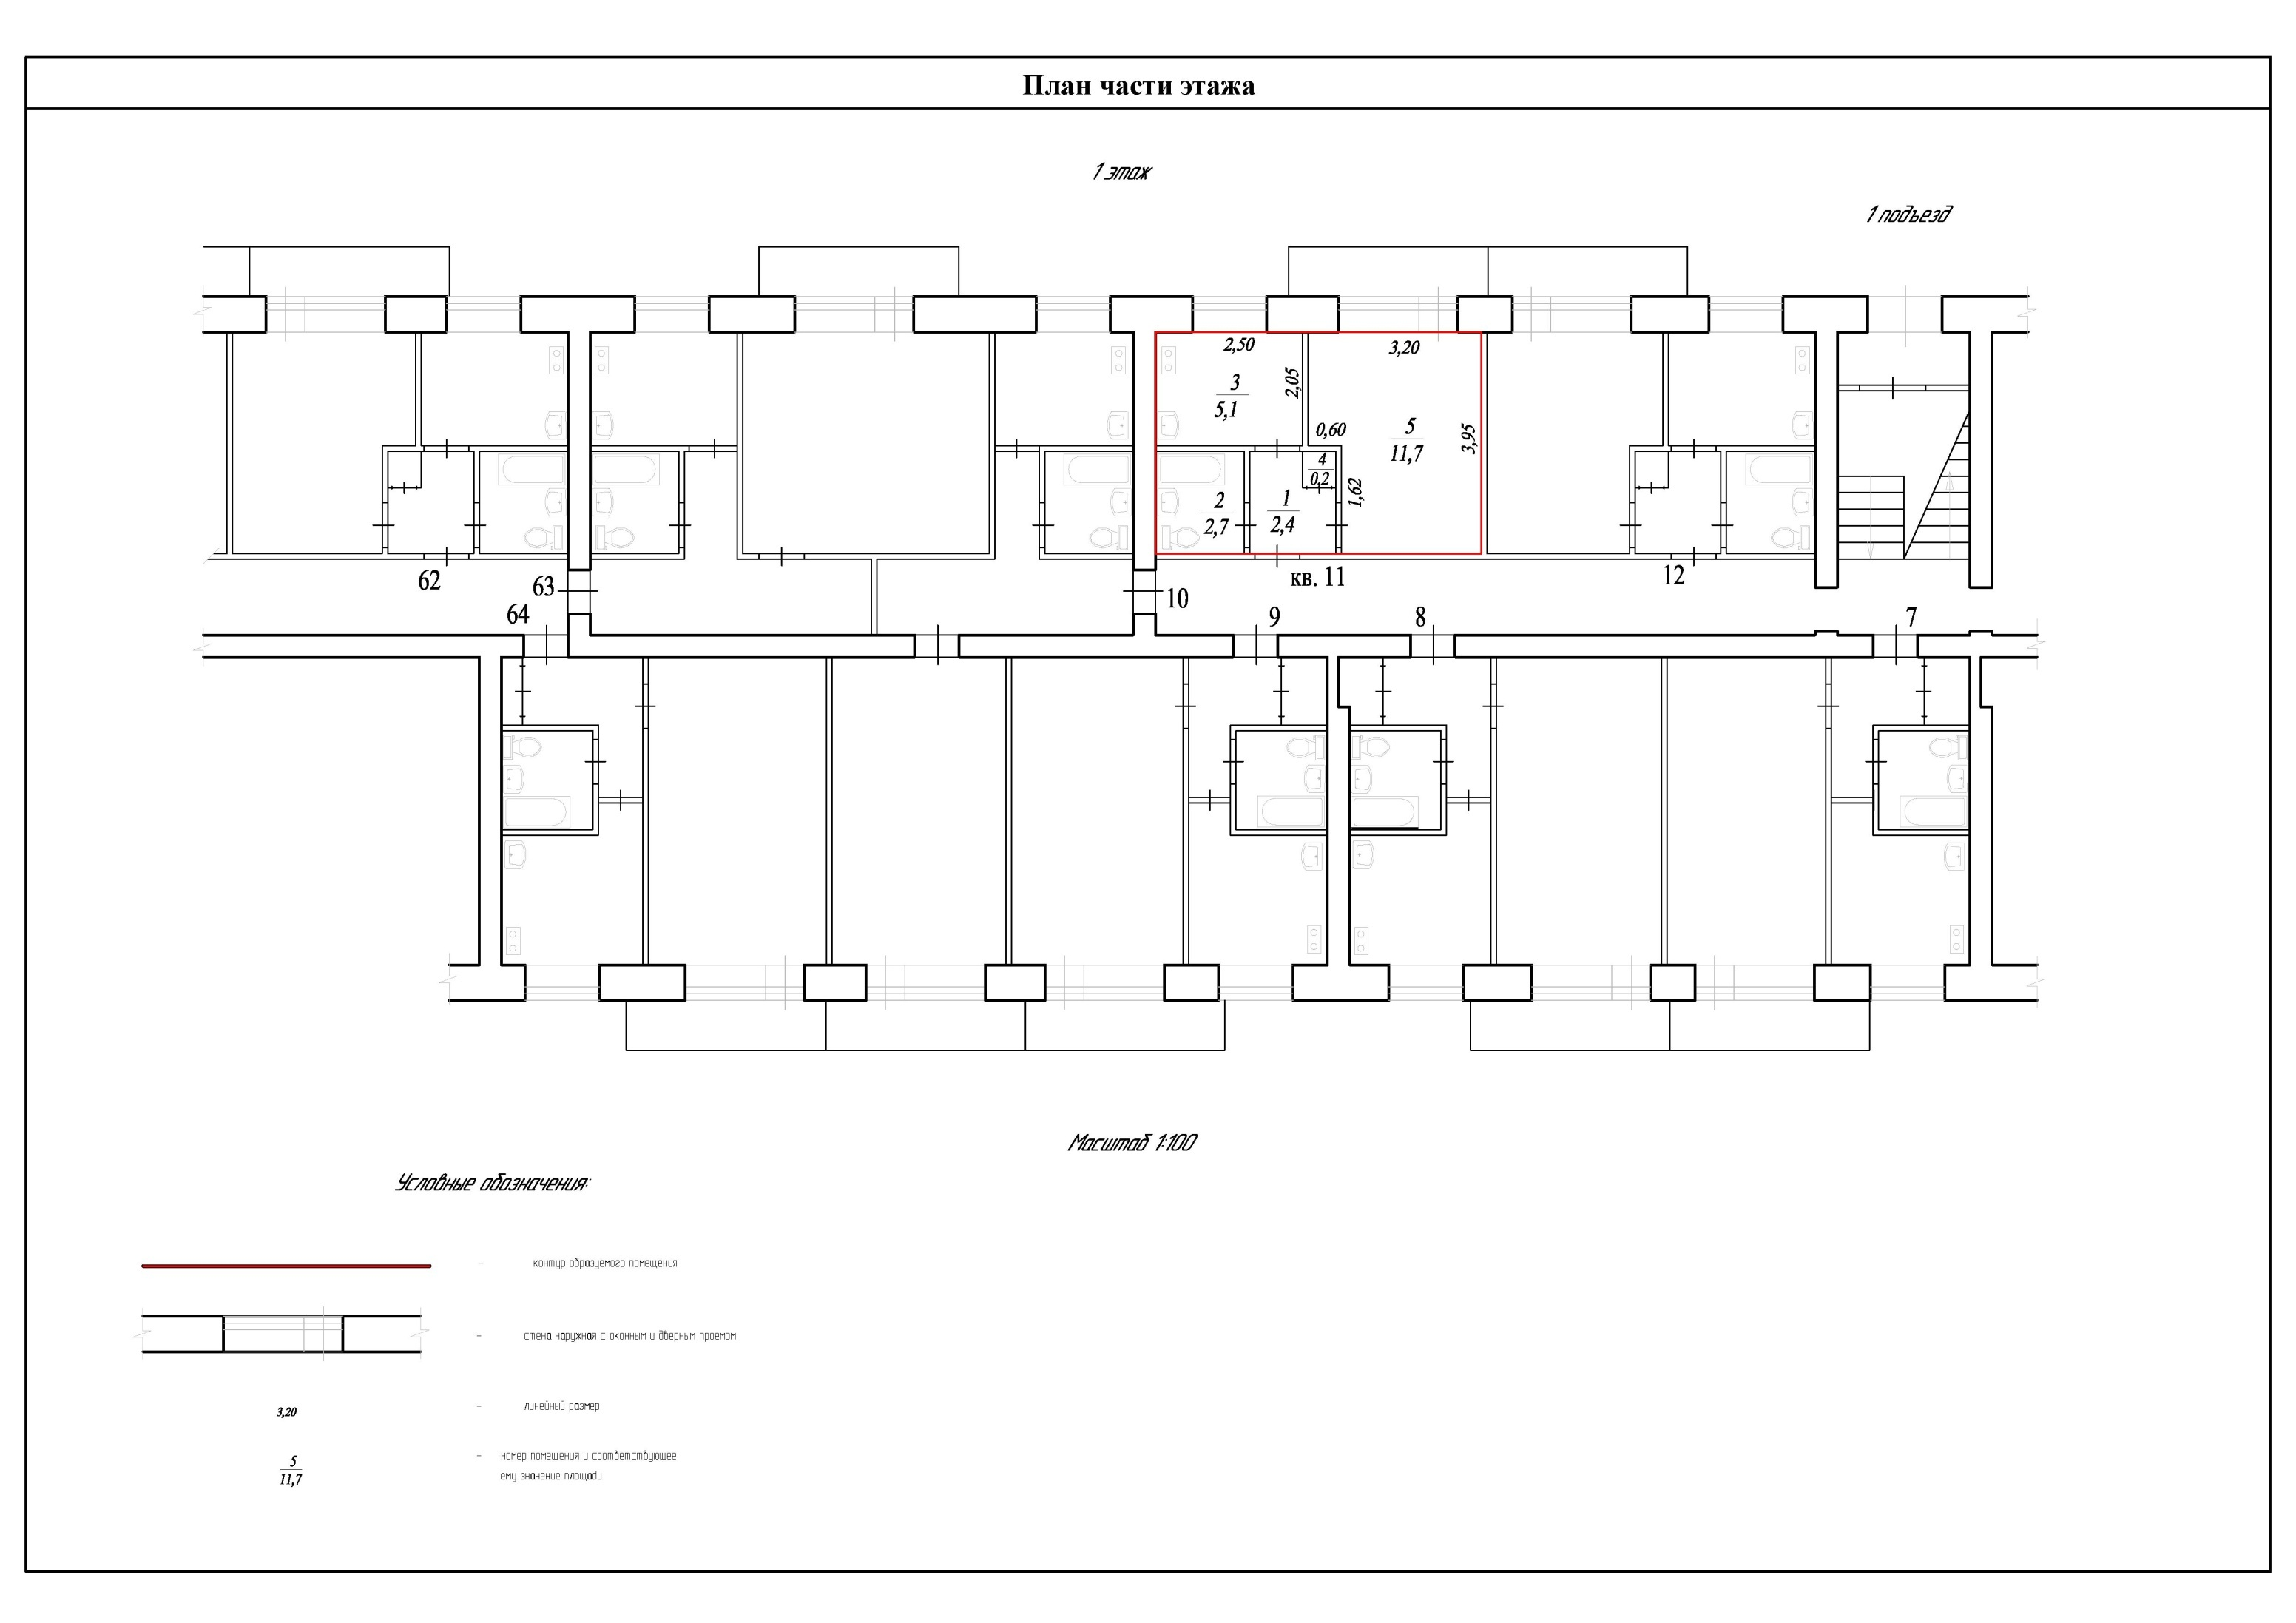 План части этажа
1 этаж
1 подъезд
2,50
3,20
3
5,1
2,05
0,60
5
11,7
3,95
4
0,2
1,62
2
2,7
1
2,4
62
63
64
10
кв. 11
12
9
8
7
Масштаб 1:100
Условные обозначения:
- контур образуемого помещения
- стена наружная с оконным и дверным проемом
3,20 - линейный размер
5
11,7
- номер помещения и соответствующее
ему значение площади